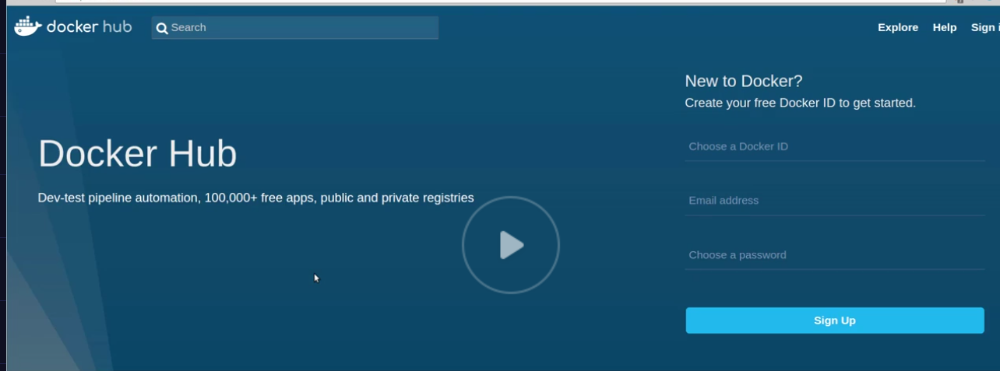 docker hub
Search
Explore
Help
Sign
New to Docker?
Create your free Docker ID to get started.
Choose a Docker ID
Docker Hub
Dev-test pipeline automation, 100,000+ free apps, public and private registries
Email address
Choose a password
Sign Up